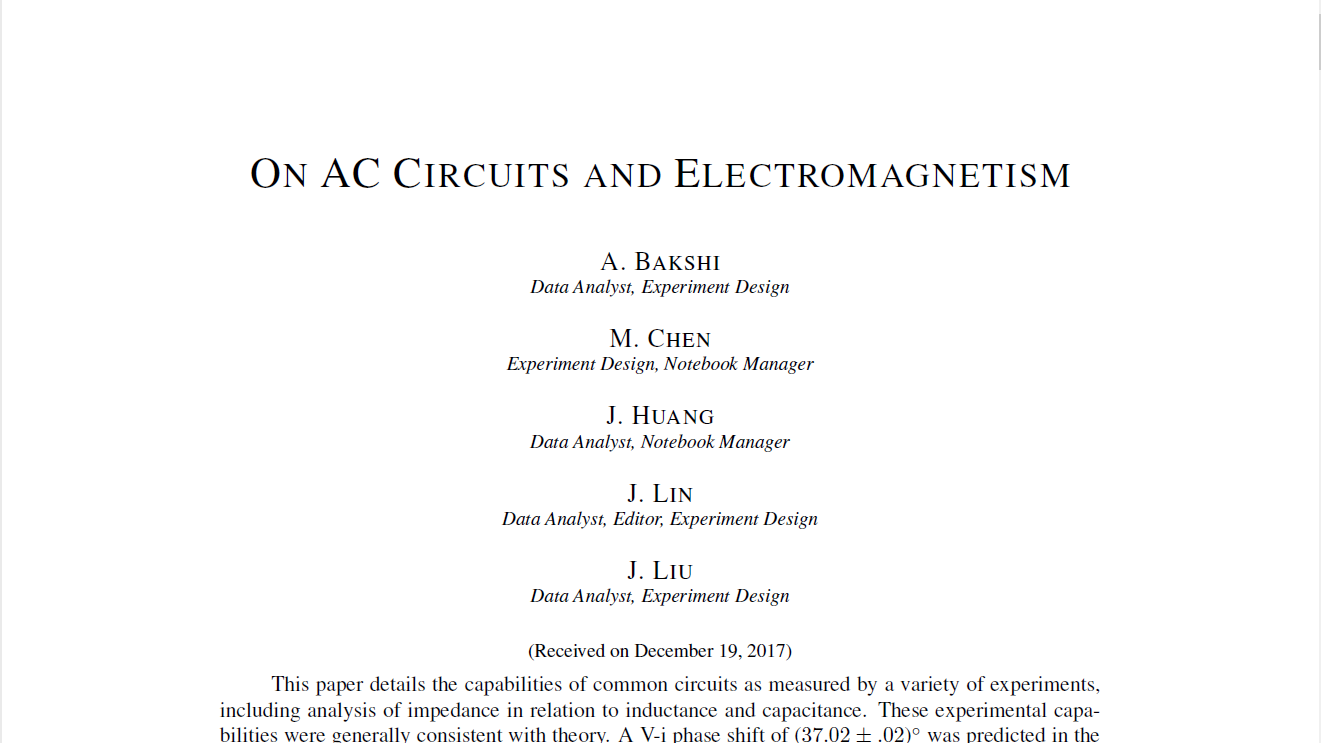 ON AC CIRCUITS AND ELECTROMAGNETISM
A. BAKSHI
Data Analyst, Experiment Design
M. CHEN
Experiment Design, Notebook Manager
J. HUANG
Data Analyst, Notebook Manager
J. LIN
Data Analyst, Editor, Experiment Design
J. LIU
Data Analyst, Experiment Design
(Received on December 19, 2017)
This paper details the capabilities of common circuits as measured by a variety of experiments,
including analysis of impedance in relation to inductance and capacitance. These experimental capa-
bilities were generally consistent with theory. A V-i phase shift of (37.02 ± .02)° was predicted in the